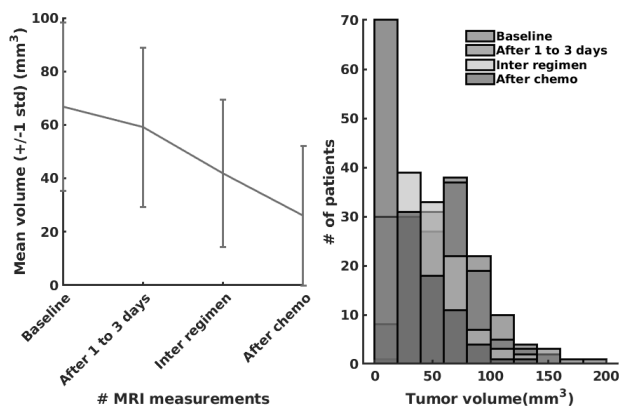 Mean volume (+/-1 std) (mm³)
100
80
60
40
20
0
Baseline
After 1 to 3 days
Inter regimen
After chemo
# MRI measurements
# of patients
70
60
50
40
30
20
10
0
Baseline
After 1 to 3 days
Inter regimen
After chemo
0 50 100 150 200
Tumor volume(mm³)